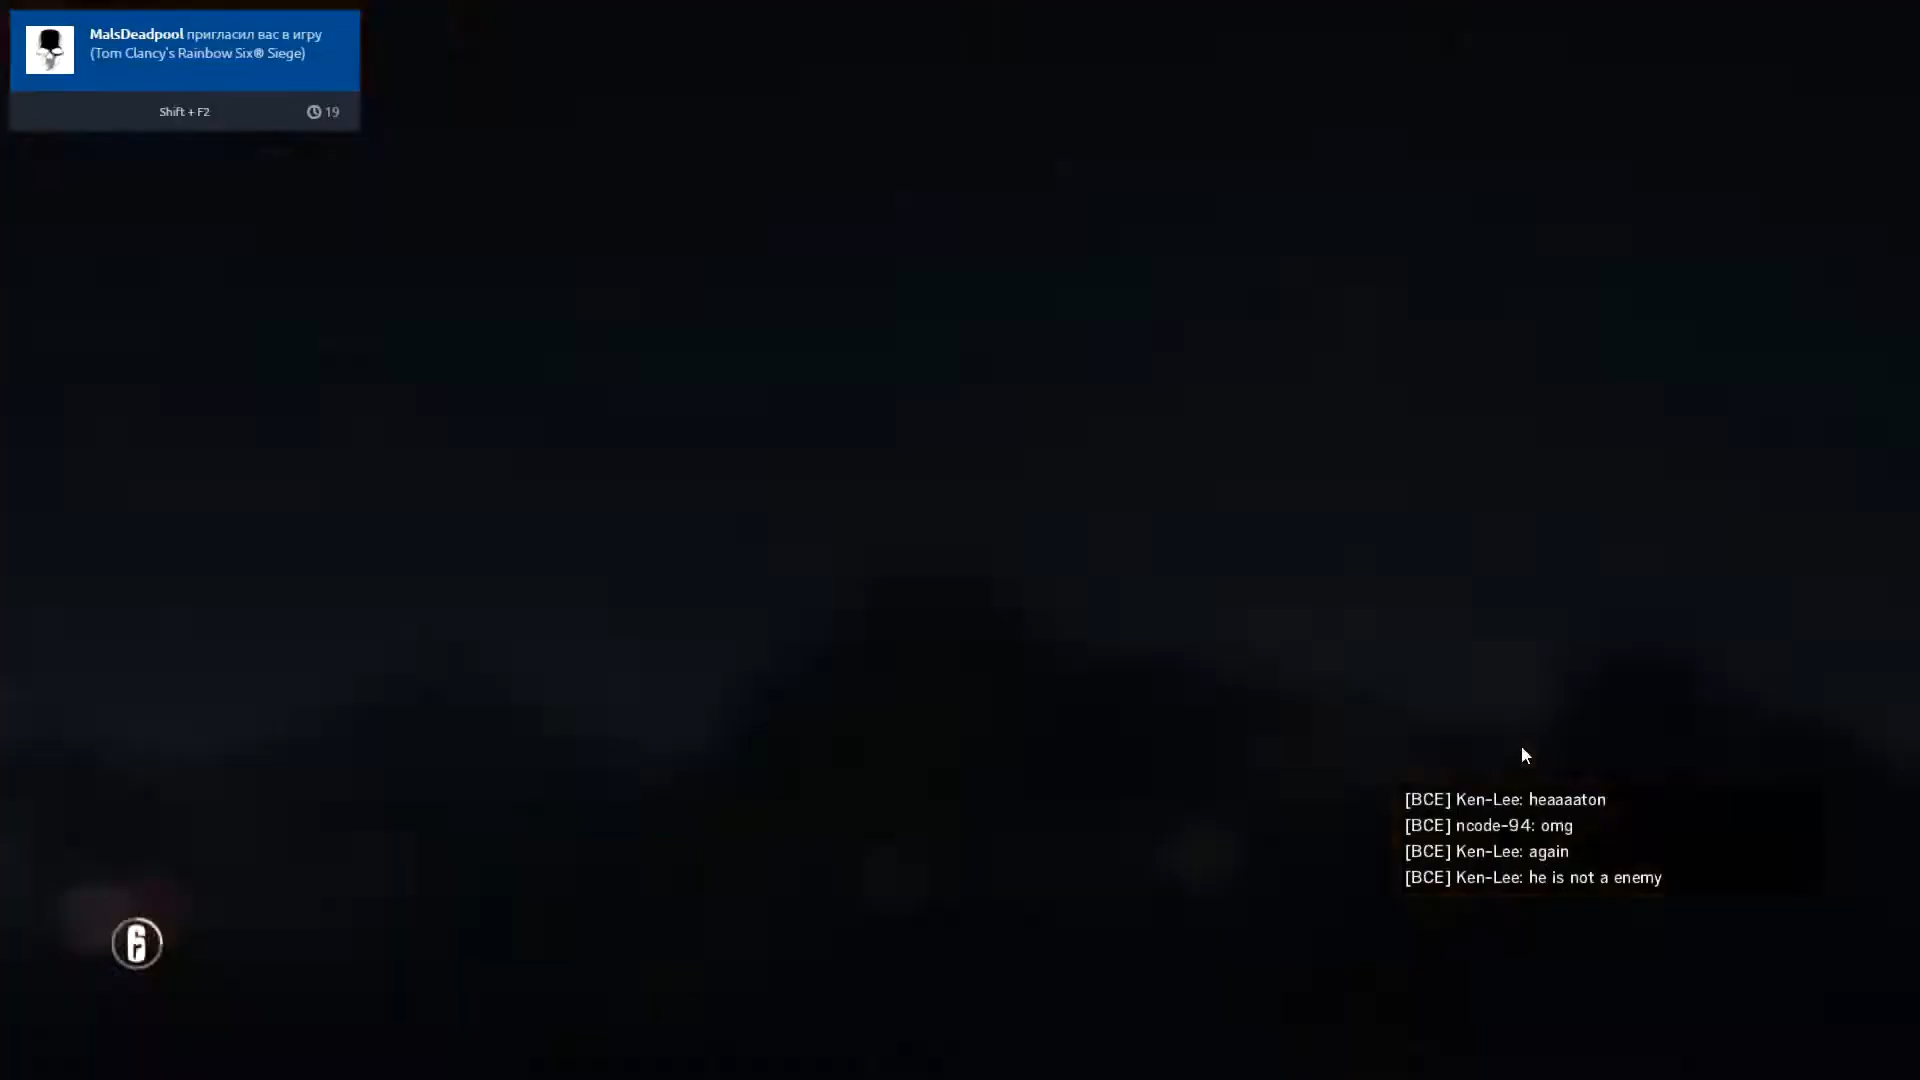 MalsDeadpool пригласил вас в игру
(Tom Clancy's Rainbow Six® Siege)
Shift + F2
19
[ВСЕ] Ken-Lee: heaaaaton
[ВСЕ] ncode-94: omg
[ВСЕ] Ken-Lee: again
[ВСЕ] Ken-Lee: he is not a enemy
6